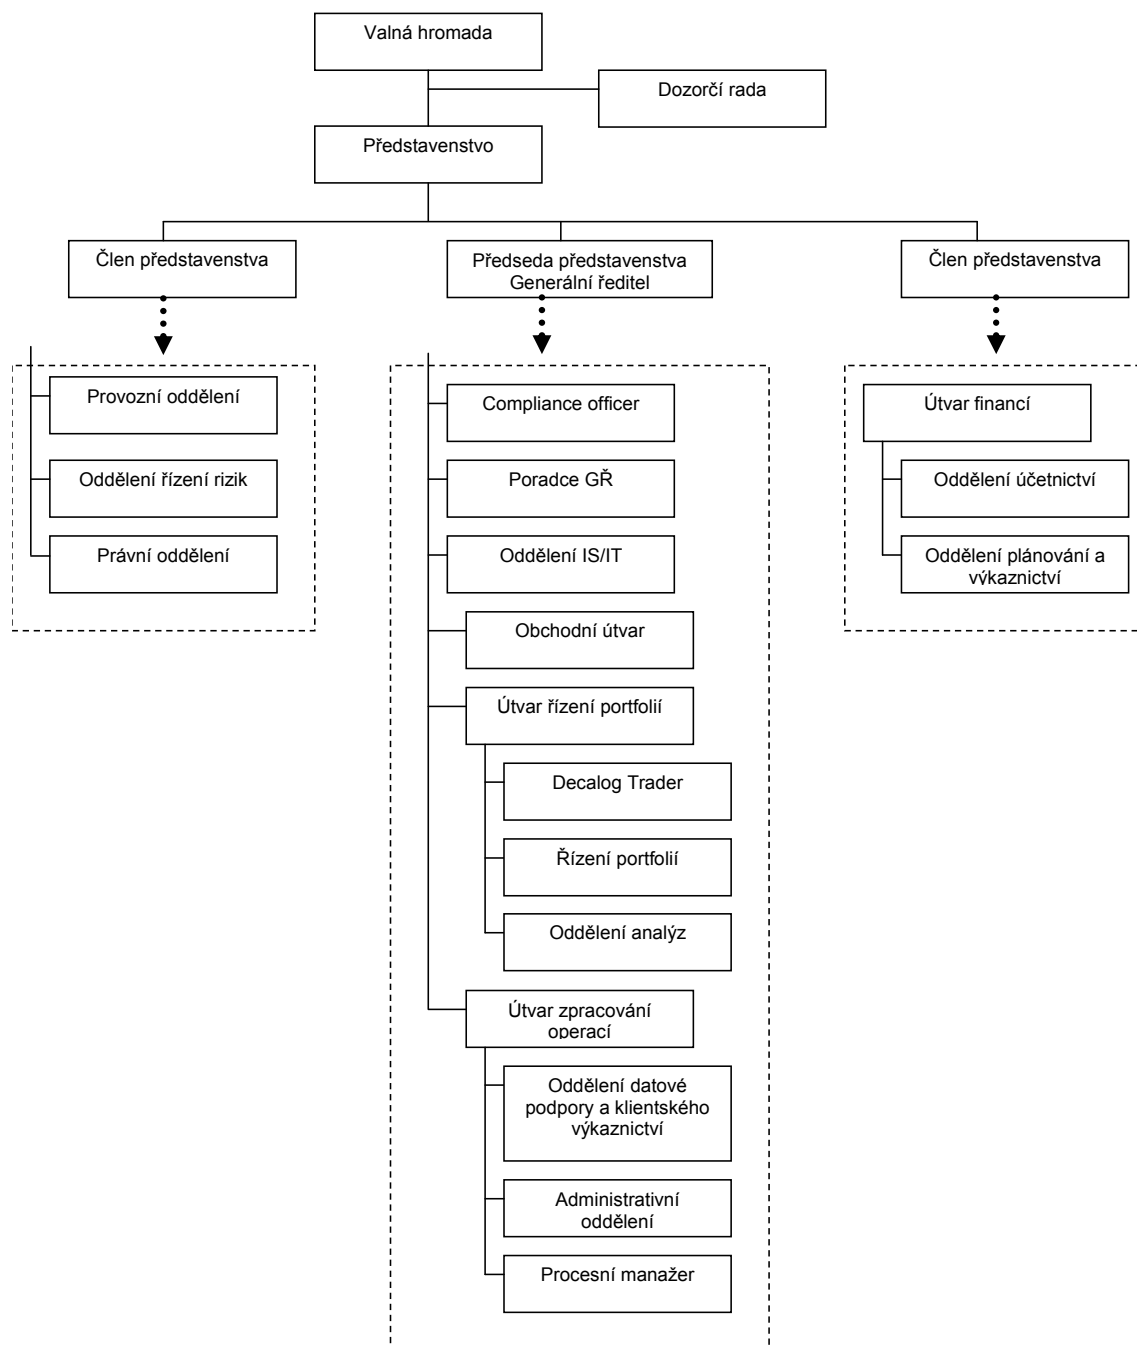 Valná hromada
Dozorčí rada
Představenstvo
Člen představenstva
Předseda představenstva
Generální ředitel
Člen představenstva
Provozní oddělení
Oddělení řízení rizik
Právní oddělení
Compliance officer
Poradce GŘ
Oddělení IS/IT
Obchodní útvar
Útvar řízení portfolií
Decalog Trader
Řízení portfolií
Oddělení analýz
Útvar zpracování
operací
Oddělení datové
podpory a klientského
výkaznictví
Administrativní
oddělení
Procesní manažer
Útvar financí
Oddělení účetnictví
Oddělení plánování a
výkaznictví